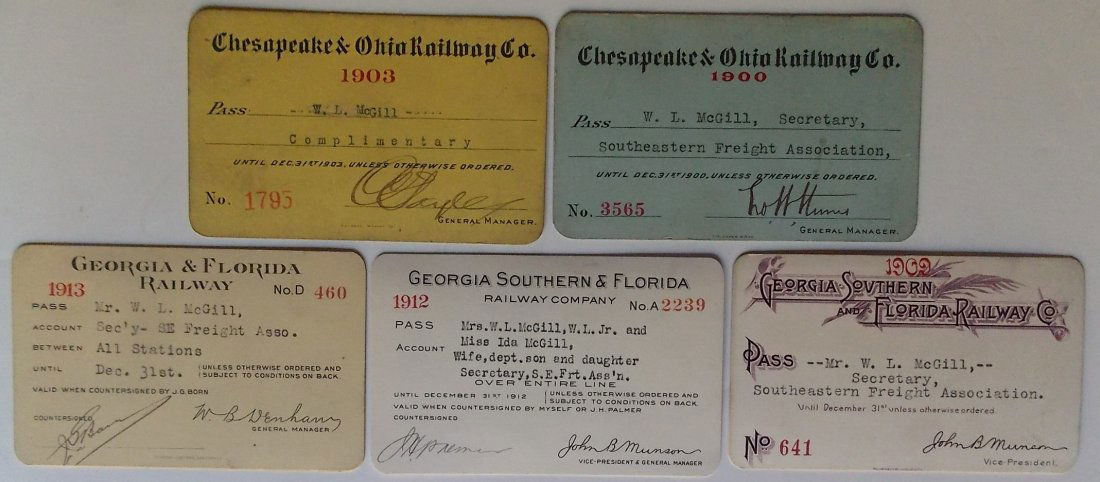 Chesapeake & Ohio Railway Co.
1903
PASS W. L. McGill
Complimentary
UNTIL DEC. 31ST 1903, UNLESS OTHERWISE ORDERED.
No. 1795
GENERAL MANAGER.
Chesapeake & Ohio Railway Co.
1900
PASS W. L. McGill, Secretary,
Southeastern Freight Association,
UNTIL DEC. 31ST 1900, UNLESS OTHERWISE ORDERED.
No. 3565
GENERAL MANAGER.
GEORGIA & FLORIDA
RAILWAY
1913 No. D 460
PASS Mr. W. L. McGill,
ACCOUNT Sec'y- SE Freight Asso.
BETWEEN All Stations
UNTIL Dec. 31st. {UNLESS OTHERWISE ORDERED AND
SUBJECT TO CONDITIONS ON BACK.
VALID WHEN COUNTERSIGNED BY J.G. BORN
COUNTERSIGNED
W B Denham
GENERAL MANAGER
GEORGIA SOUTHERN & FLORIDA
RAILWAY COMPANY
1912 No. A 2239
PASS Mrs.W.L.McGill,W.L.Jr. and
Miss Ida McGill,
ACCOUNT Wife,dept.son and daughter
Secretary,S.E.Frt.Ass'n.
OVER ENTIRE LINE
UNTIL DECEMBER 31ST 1912 {UNLESS OTHERWISE ORDERED AND
SUBJECT TO CONDITIONS ON BACK.
VALID WHEN COUNTERSIGNED BY MYSELF OR J.H. PALMER
COUNTERSIGNED
John B Munson
VICE-PRESIDENT & GENERAL MANAGER
1909
GEORGIA SOUTHERN
AND FLORIDA RAILWAY CO.
PASS --Mr. W. L. McGill,--
Secretary,
Southeastern Freight Association.
Until December 31st unless otherwise ordered.
No 641
John B Munson
Vice-President.